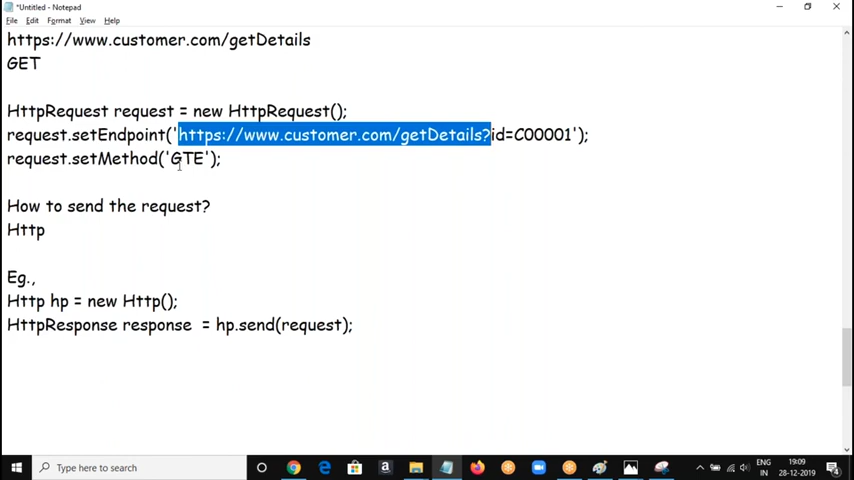 *Untitled - Notepad
File Edit Format View Help
https://www.customer.com/getDetails
GET
HttpRequest request = new HttpRequest();
request.setEndpoint('https://www.customer.com/getDetails?id=C00001');
request.setMethod('GTE');
How to send the request?
Http
Eg.,
Http hp = new Http();
HttpResponse response  = hp.send(request);
Type here to search
ENG
IN
19:09
28-12-2019
4